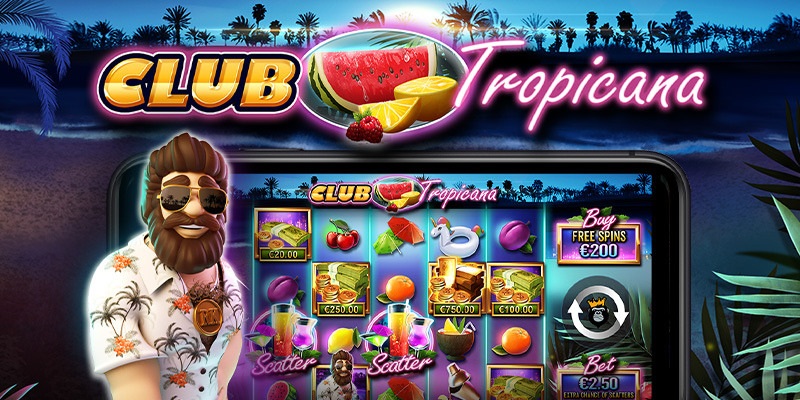 CLUB Tropicana
CLUB Tropicana
Buy
FREE SPINS
€200
€20.00
€250.00
€750.00
€100.00
Scatter
Scatter
Bet
€2.50
EXTRA CHANCE OF SCATTERS